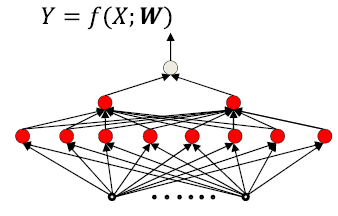 Y = f(X; W)